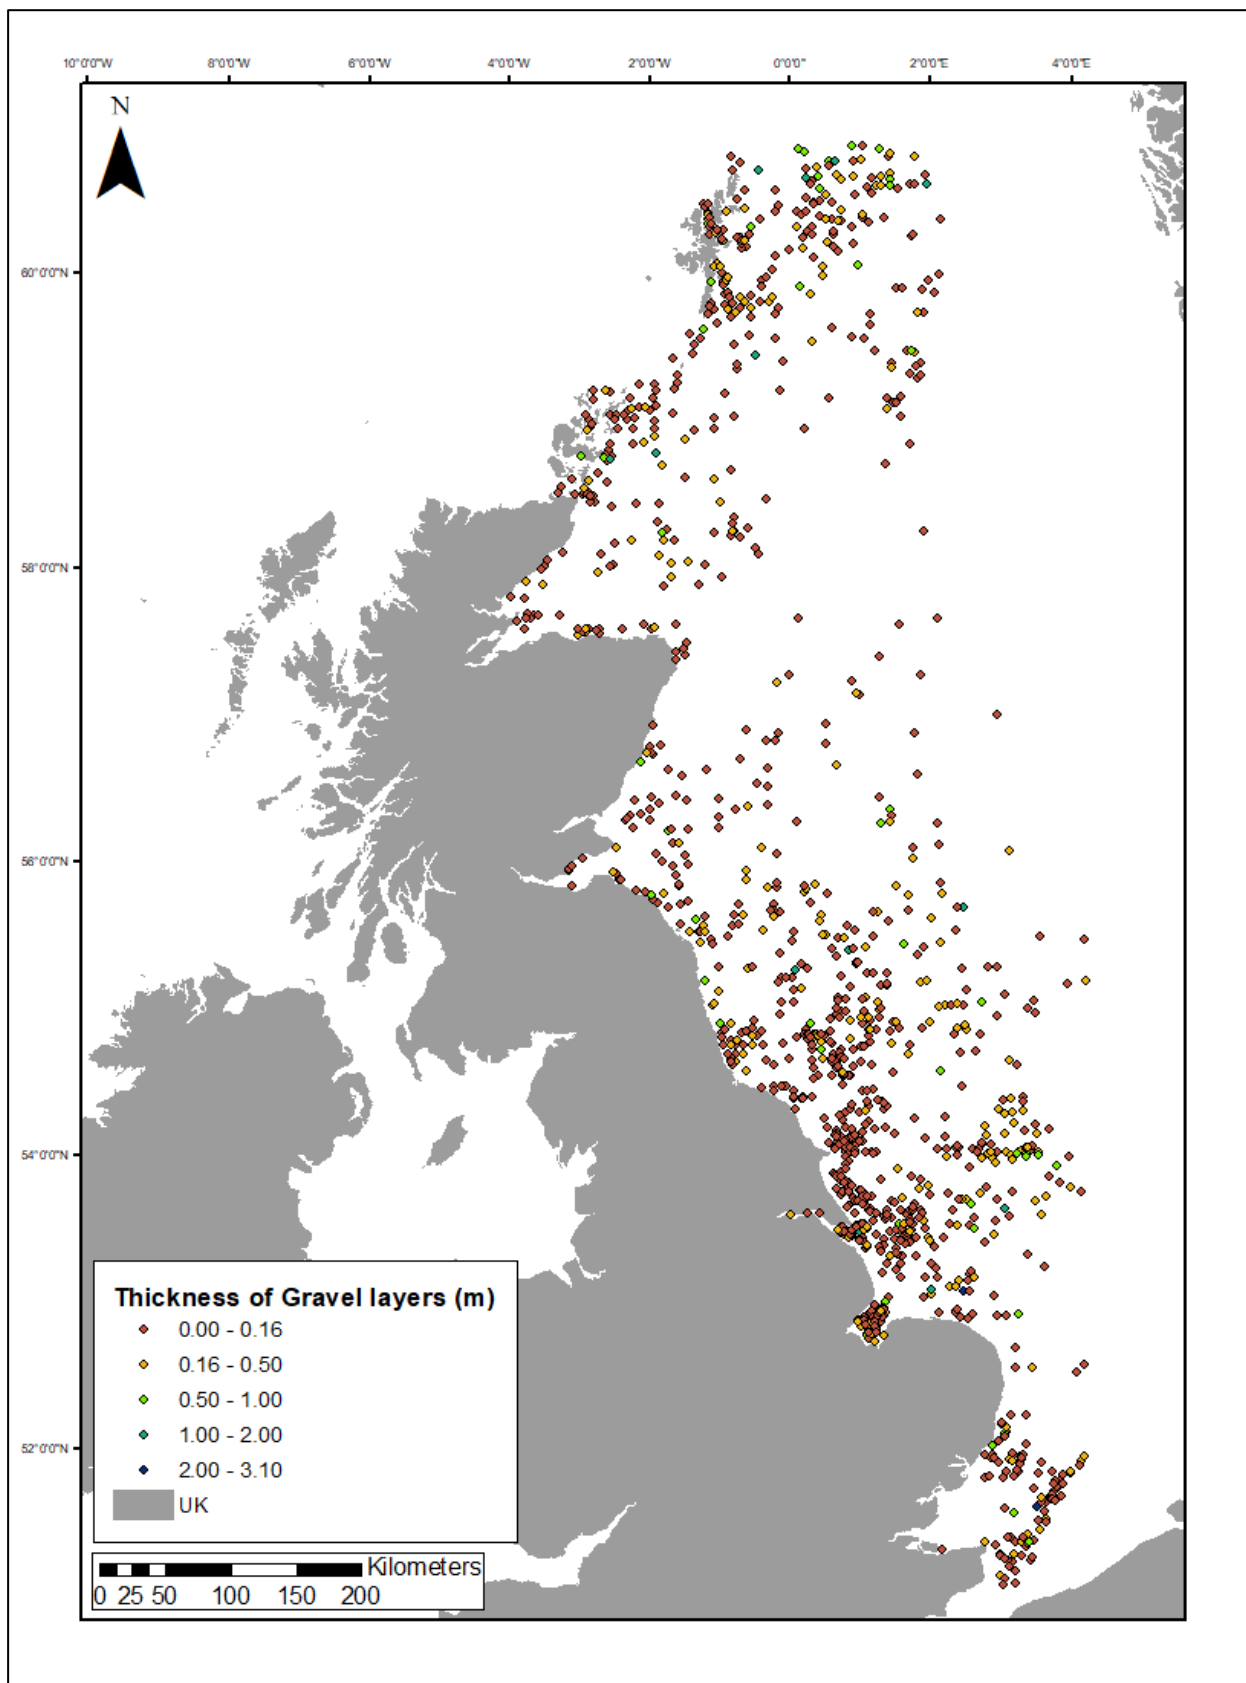 10°0'0"W 8°0'0"W 6°0'0"W 4°0'0"W 2°0'0"W 0°0'0"E 2°0'0"E 4°0'0"E
N
60°0'0"N
58°0'0"N
56°0'0"N
54°0'0"N
52°0'0"N
Thickness of Gravel layers (m)
0.00 - 0.16
0.16 - 0.50
0.50 - 1.00
1.00 - 2.00
2.00 - 3.10
UK
Kilometers
0 25 50 100 150 200